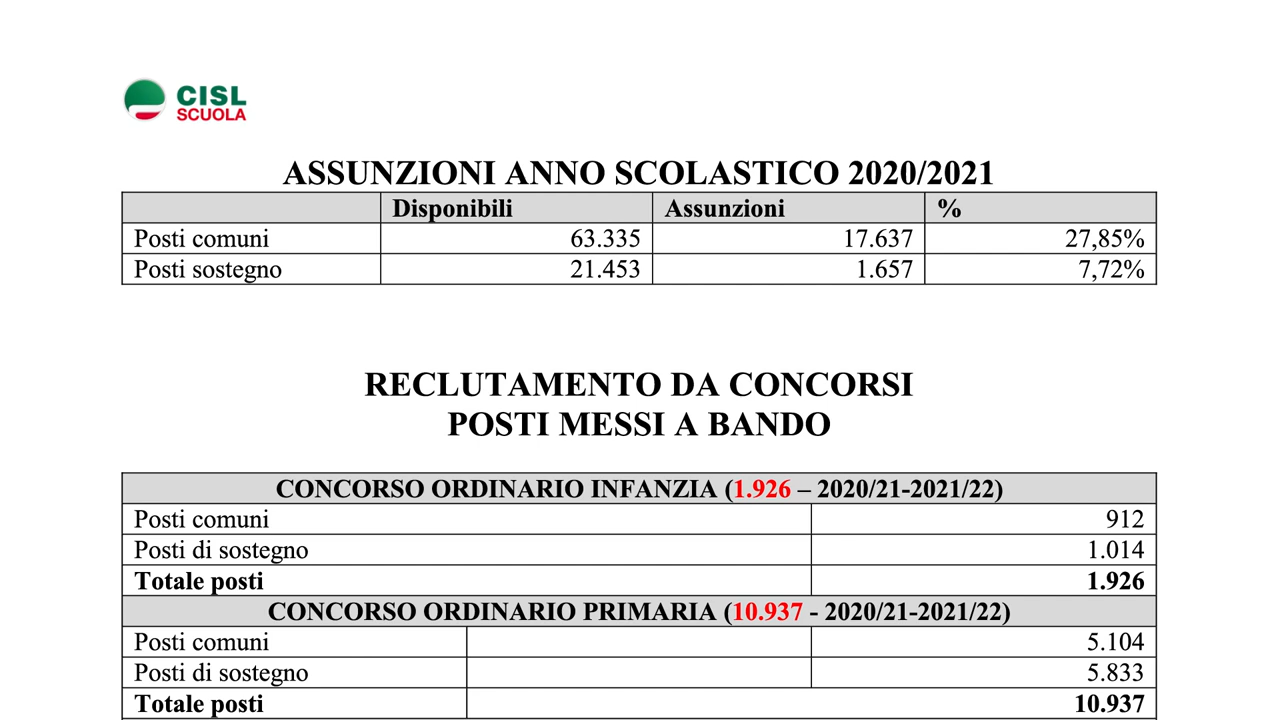 CISL
SCUOLA
ASSUNZIONI ANNO SCOLASTICO 2020/2021
Disponibili Assunzioni %
Posti comuni 63.335 17.637 27,85%
Posti sostegno 21.453 1.657 7,72%
RECLUTAMENTO DA CONCORSI
POSTI MESSI A BANDO
CONCORSO ORDINARIO INFANZIA (1.926 – 2020/21-2021/22)
Posti comuni 912
Posti di sostegno 1.014
Totale posti 1.926
CONCORSO ORDINARIO PRIMARIA (10.937 - 2020/21-2021/22)
Posti comuni 5.104
Posti di sostegno 5.833
Totale posti 10.937